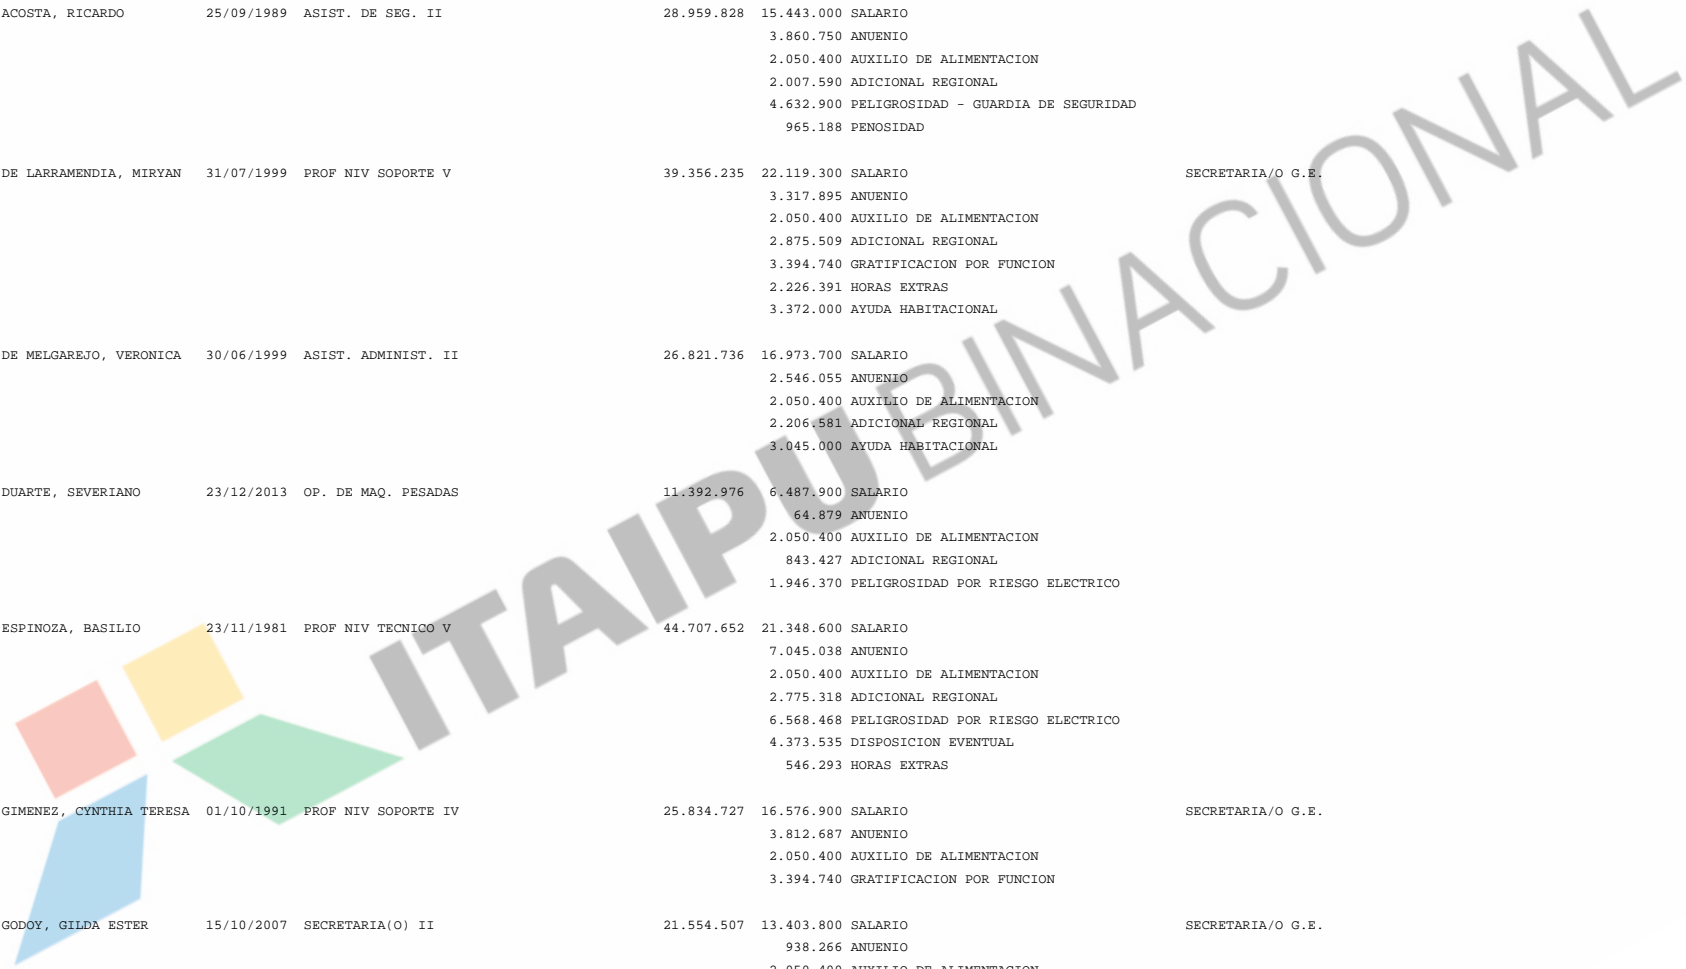 ACOSTA, RICARDO 25/09/1989 ASIST. DE SEG. II 28.959.828 15.443.000 SALARIO
3.860.750 ANUENIO
2.050.400 AUXILIO DE ALIMENTACION
2.007.590 ADICIONAL REGIONAL
4.632.900 PELIGROSIDAD - GUARDIA DE SEGURIDAD
965.188 PENOSIDAD
DE LARRAMENDIA, MIRYAN 31/07/1999 PROF NIV SOPORTE V 39.356.235 22.119.300 SALARIO SECRETARIA/O G.E.
3.317.895 ANUENIO
2.050.400 AUXILIO DE ALIMENTACION
2.875.509 ADICIONAL REGIONAL
3.394.740 GRATIFICACION POR FUNCION
2.226.391 HORAS EXTRAS
3.372.000 AYUDA HABITACIONAL
DE MELGAREJO, VERONICA 30/06/1999 ASIST. ADMINIST. II 26.821.736 16.973.700 SALARIO
2.546.055 ANUENIO
2.050.400 AUXILIO DE ALIMENTACION
2.206.581 ADICIONAL REGIONAL
3.045.000 AYUDA HABITACIONAL
DUARTE, SEVERIANO 23/12/2013 OP. DE MAQ. PESADAS 11.392.976 6.487.900 SALARIO
64.879 ANUENIO
2.050.400 AUXILIO DE ALIMENTACION
843.427 ADICIONAL REGIONAL
1.946.370 PELIGROSIDAD POR RIESGO ELECTRICO
ESPINOZA, BASILIO 23/11/1981 PROF NIV TECNICO V 44.707.652 21.348.600 SALARIO
7.045.038 ANUENIO
2.050.400 AUXILIO DE ALIMENTACION
2.775.318 ADICIONAL REGIONAL
6.568.468 PELIGROSIDAD POR RIESGO ELECTRICO
4.373.535 DISPOSICION EVENTUAL
546.293 HORAS EXTRAS
GIMENEZ, CYNTHIA TERESA 01/10/1991 PROF NIV SOPORTE IV 25.834.727 16.576.900 SALARIO SECRETARIA/O G.E.
3.812.687 ANUENIO
2.050.400 AUXILIO DE ALIMENTACION
3.394.740 GRATIFICACION POR FUNCION
GODOY, GILDA ESTER 15/10/2007 SECRETARIA(O) II 21.554.507 13.403.800 SALARIO SECRETARIA/O G.E.
938.266 ANUENIO
2.050.400 AUXILIO DE ALIMENTACION
ITAIPU BINACIONAL